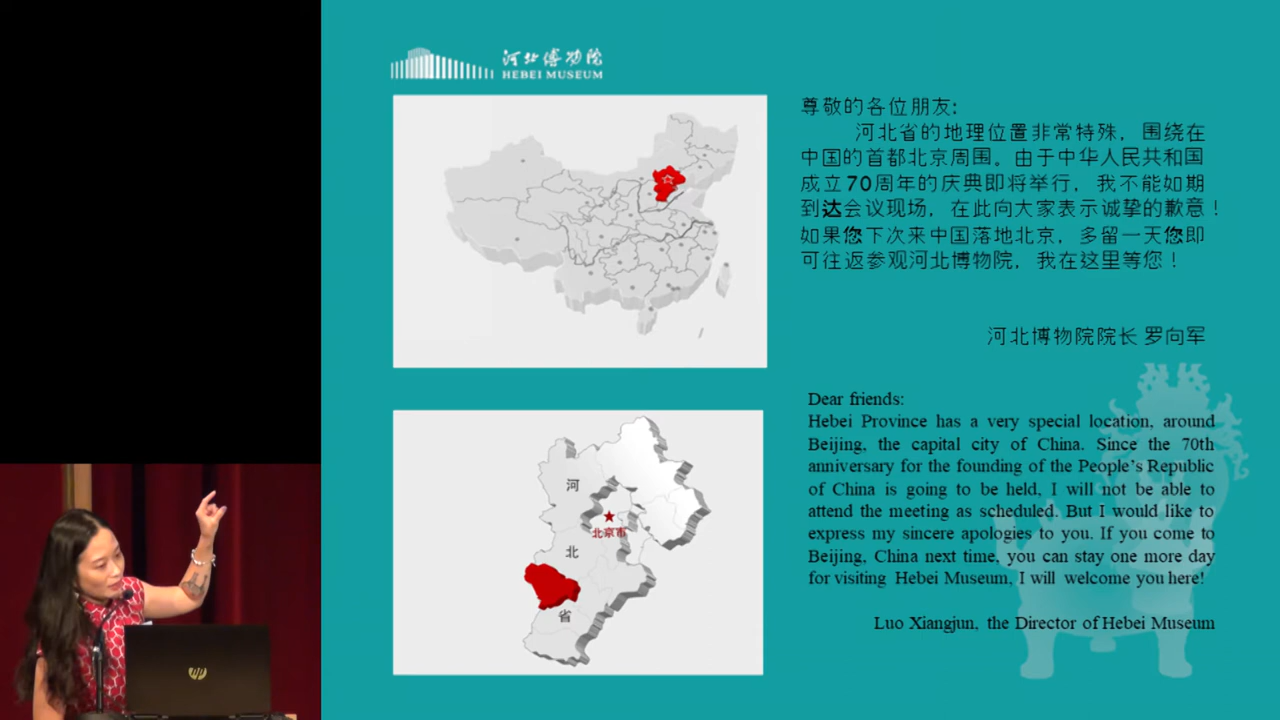 河北博物院
HEBEI MUSEUM
尊敬的各位朋友:
河北省的地理位置非常特殊，围绕在
中国的首都北京周围。由于中华人民共和国
成立70周年的庆典即将举行，我不能如期
到达会议现场，在此向大家表示诚挚的歉意！
如果您下次来中国落地北京，多留一天您即
可往返参观河北博物院，我在这里等您！
河北博物院院长 罗向军
河
北京市
北
省
Dear friends:
Hebei Province has a very special location, around
Beijing, the capital city of China. Since the 70th
anniversary for the founding of the People's Republic
of China is going to be held, I will not be able to
attend the meeting as scheduled. But I would like to
express my sincere apologies to you. If you come to
Beijing, China next time, you can stay one more day
for visiting Hebei Museum, I will welcome you here!
Luo Xiangjun, the Director of Hebei Museum
hp